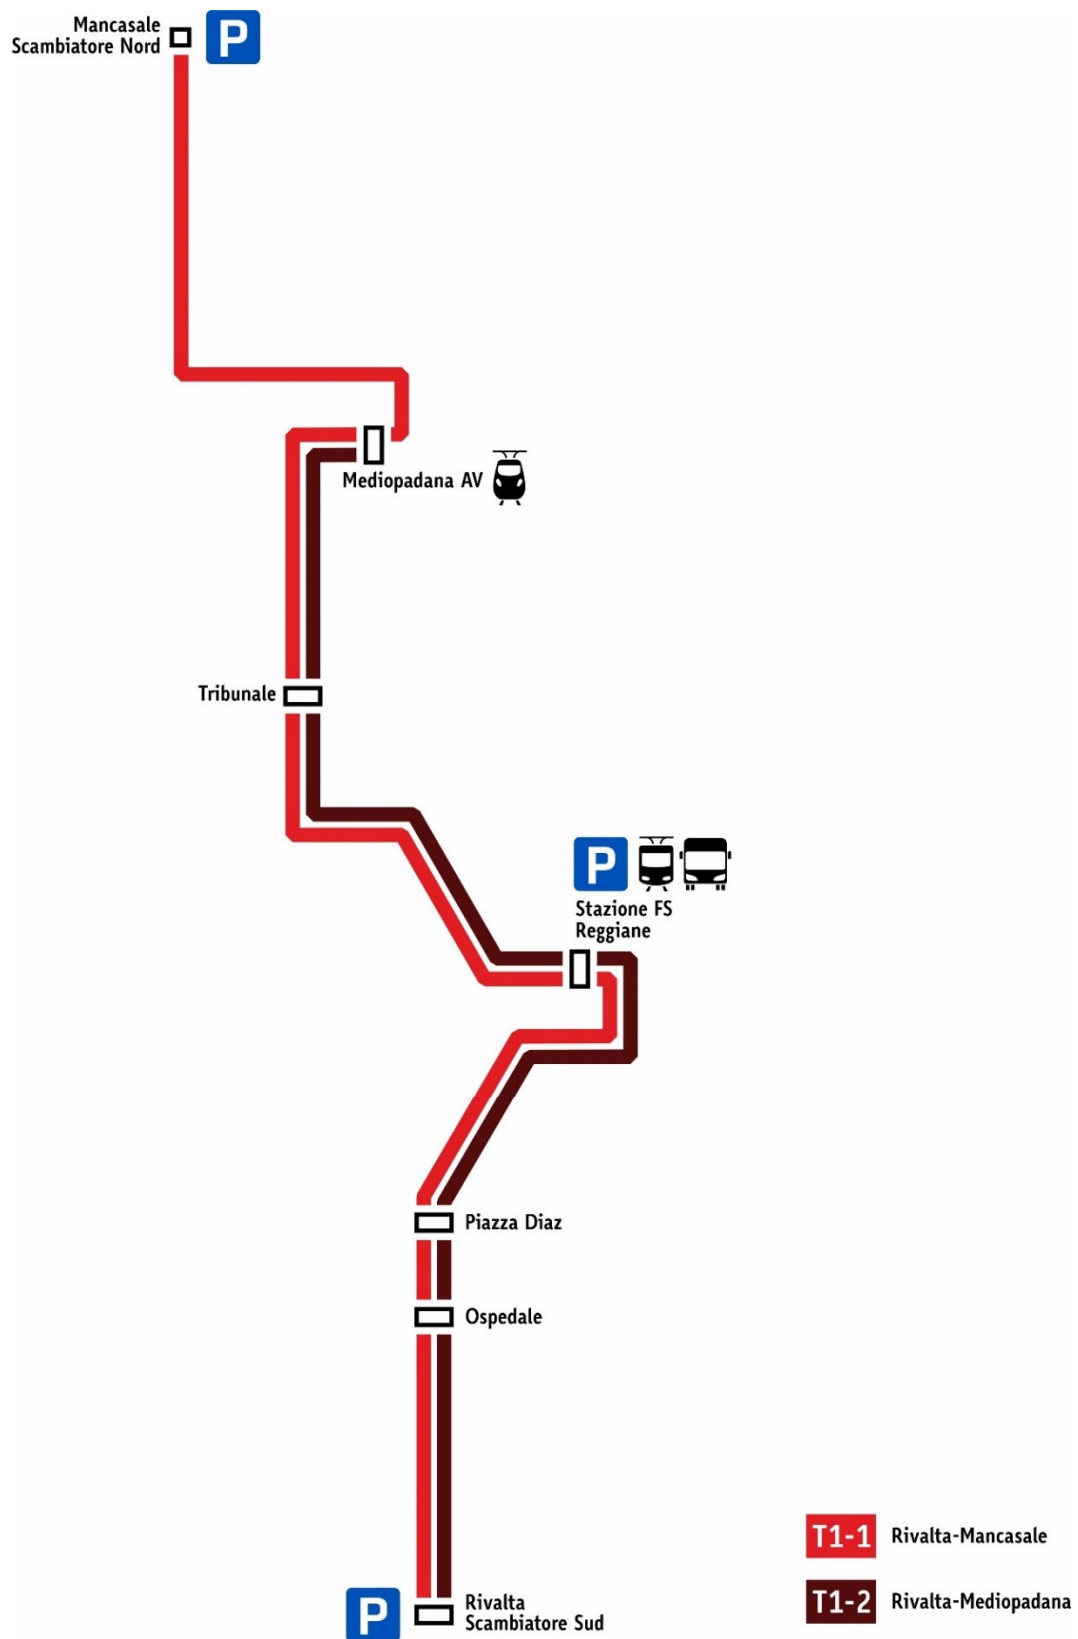 Mancasale
Scambiatore Nord
P
Mediopadana AV
Tribunale
P
Stazione FS
Reggiane
Piazza Diaz
Ospedale
T1-1 Rivalta-Mancasale
T1-2 Rivalta-Mediopadana
P
Rivalta
Scambiatore Sud